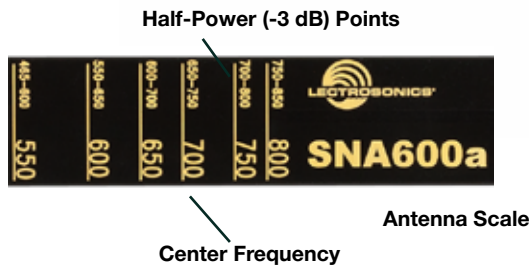 Half-Power (-3 dB) Points
465–600
550–650
600–700
650–750
700–800
750–850
LECTROSONICS®
550
600
650
700
750
800
SNA600a
Antenna Scale
Center Frequency